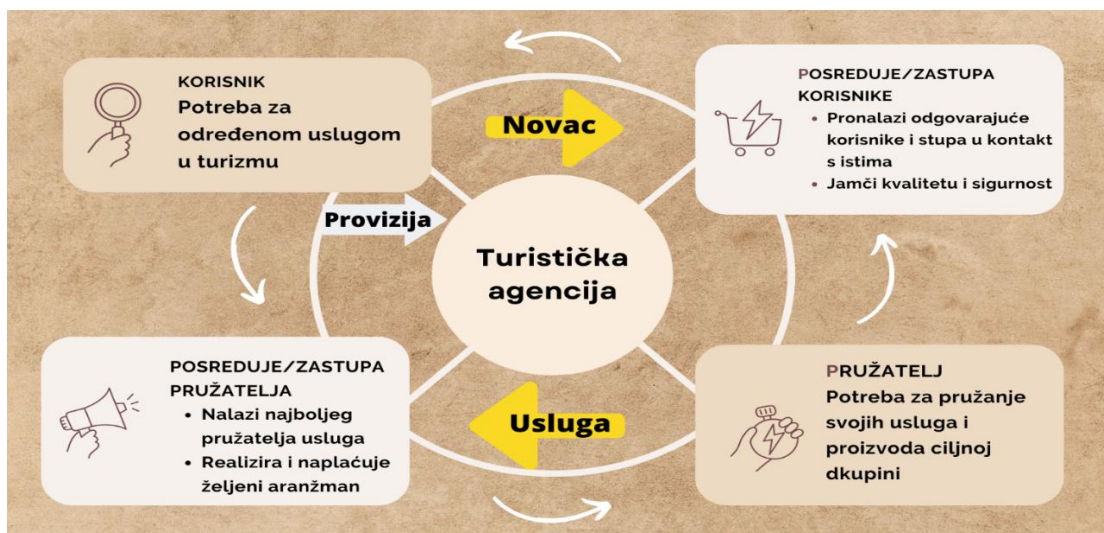 KORISNIK
Potreba za
određenom uslugom
u turizmu
Novac
POSREDUJE/ZASTUPA
KORISNIKE
• Pronalazi odgovarajuće
korisnike i stupa u kontakt
s istima
• Jamči kvalitetu i sigurnost
Provizija
Turistička
agencija
POSREDUJE/ZASTUPA
PRUŽATELJA
• Nalazi najboljeg
pružatelja usluga
• Realizira i naplaćuje
željeni aranžman
Usluga
PRUŽATELJ
Potreba za pružanje
svojih usluga i
proizvoda ciljnoj
dkupini